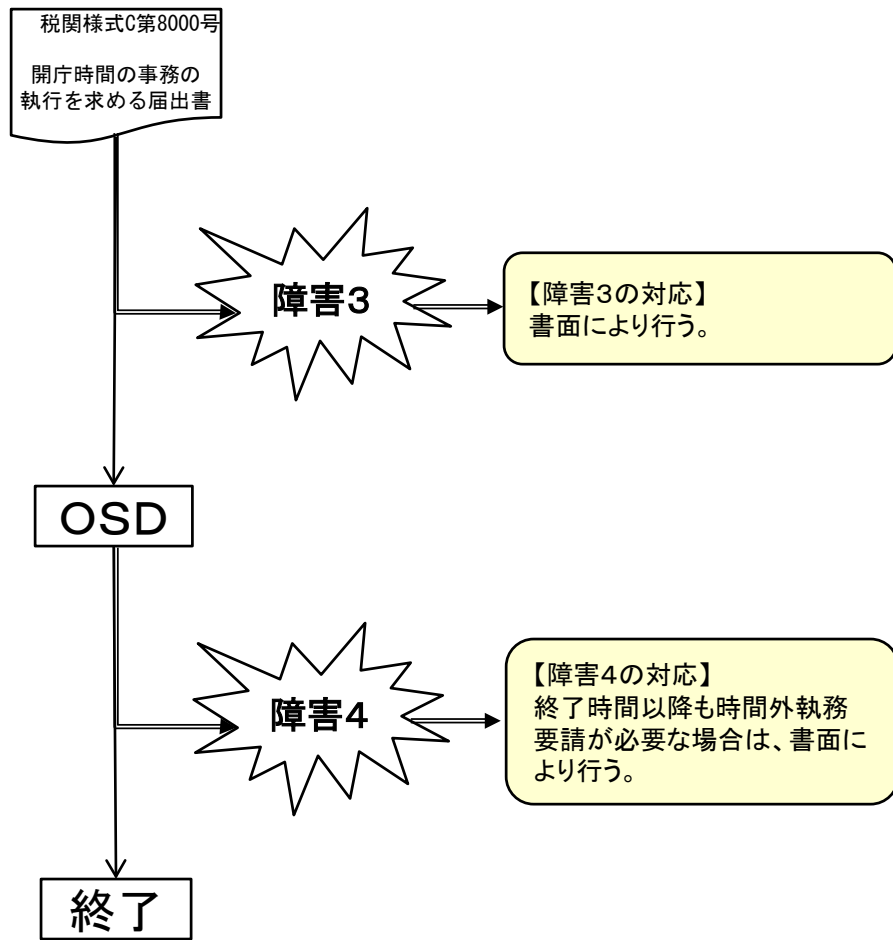 税関様式C第8000号
開庁時間の事務の
執行を求める届出書
障害3
【障害3の対応】
書面により行う。
OSD
障害4
【障害4の対応】
終了時間以降も時間外執務
要請が必要な場合は、書面に
より行う。
終了